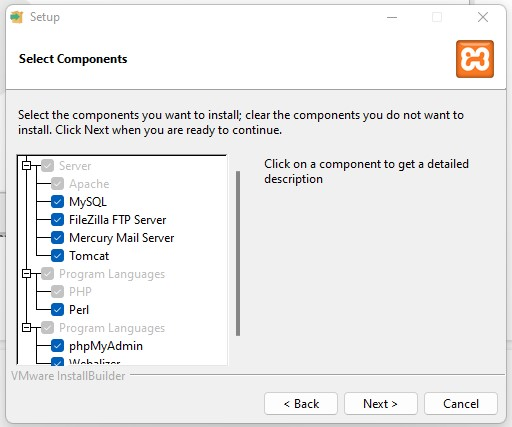 Setup
Select Components
Select the components you want to install; clear the components you do not want to
install. Click Next when you are ready to continue.
Server
Apache
MySQL
FileZilla FTP Server
Mercury Mail Server
Tomcat
Program Languages
PHP
Perl
Program Languages
phpMyAdmin
Webalizer
Click on a component to get a detailed
description
VMware InstallBuilder
< Back
Next >
Cancel